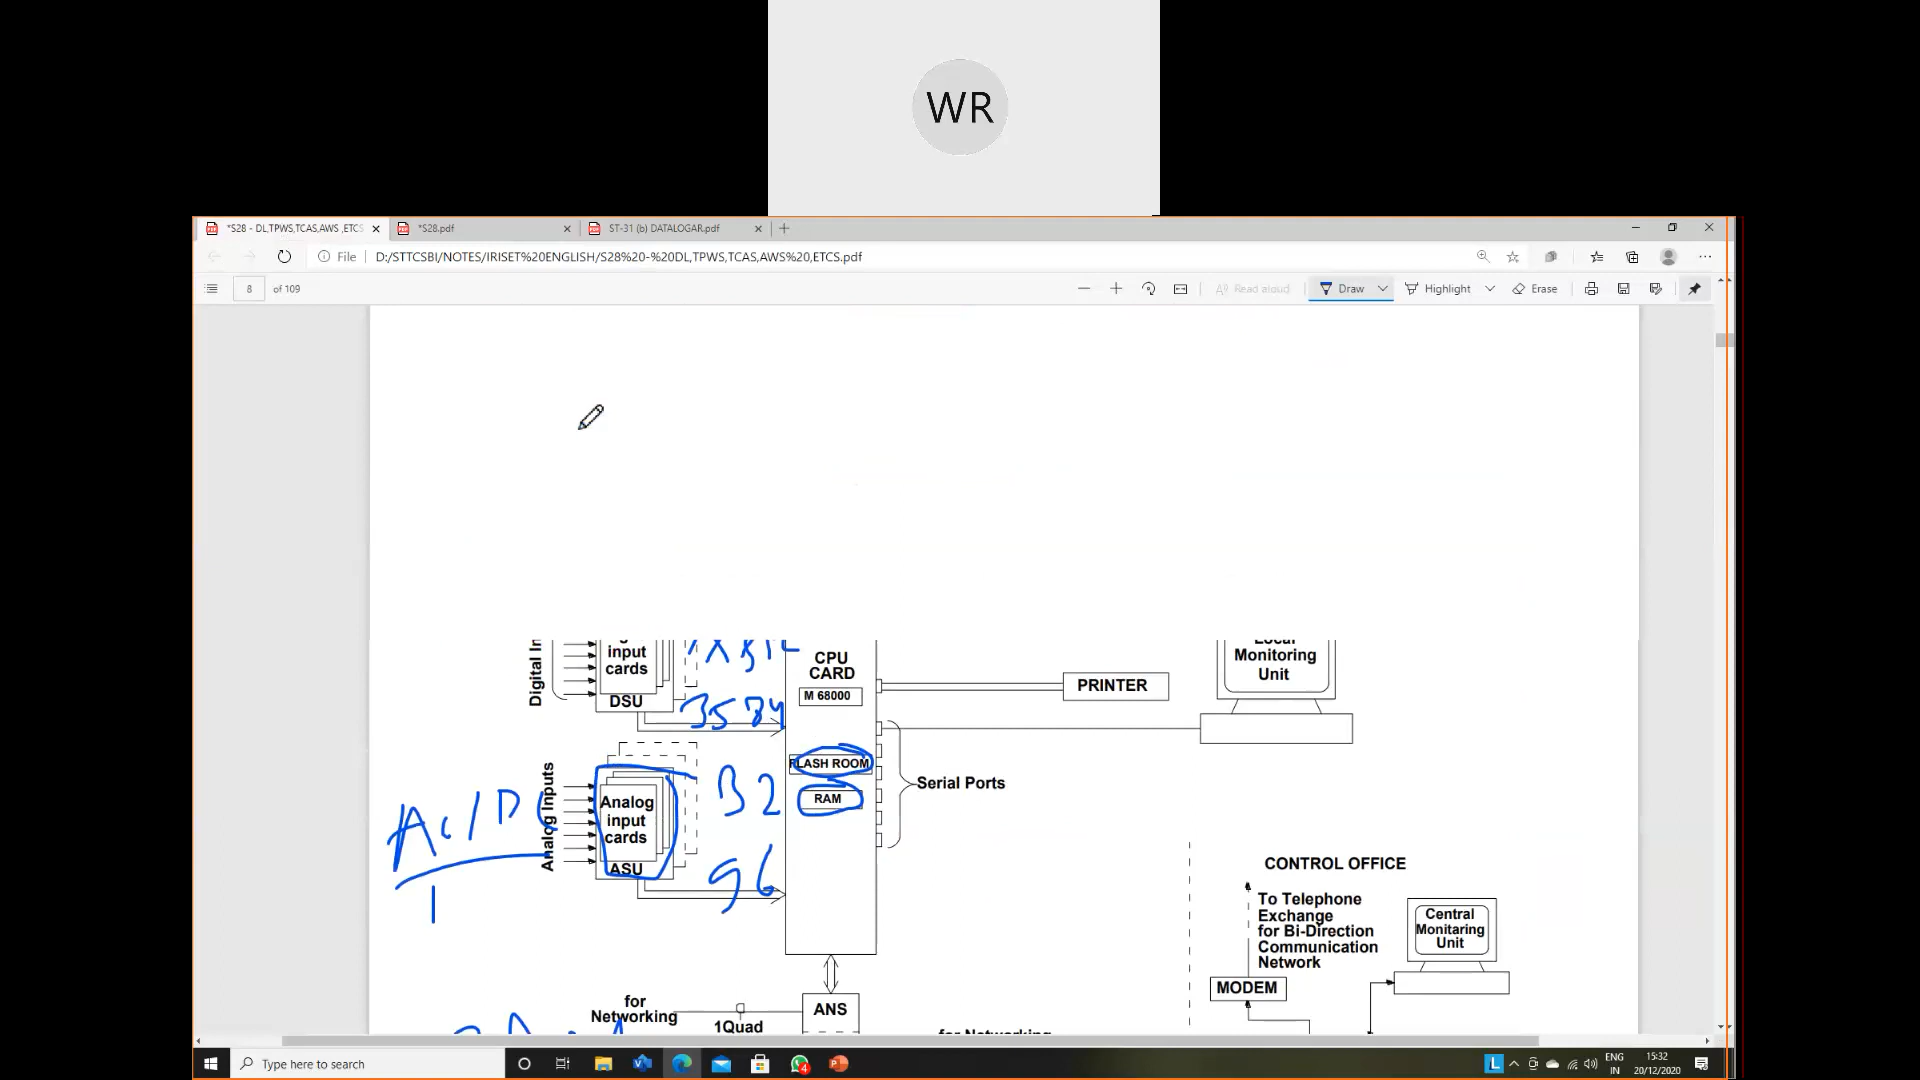 WR
*S28 - DL,TPWS,TCAS,AWS ,ETCS
*S28.pdf
ST-31 (b) DATALOGAR.pdf
File
D:/STTCSBI/NOTES/IRISET%20ENGLISH/S28%20-%20DL,TPWS,TCAS,AWS%20,ETCS.pdf
8
of 109
Read aloud
Draw
Highlight
Erase
Digital In
input
cards
DSU
3584
CPU
CARD
M 68000
PRINTER
Monitoring
Unit
FLASH ROOM
RAM
Serial Ports
Analog Inputs
Analog
input
cards
ASU
32
96
AC/DC
CONTROL OFFICE
To Telephone
Exchange
for Bi-Direction
Communication
Network
Central
Monitaring
Unit
MODEM
for
Networking
1Quad
ANS
for Networking
Type here to search
4
L
ENG
IN
15:32
20/12/2020